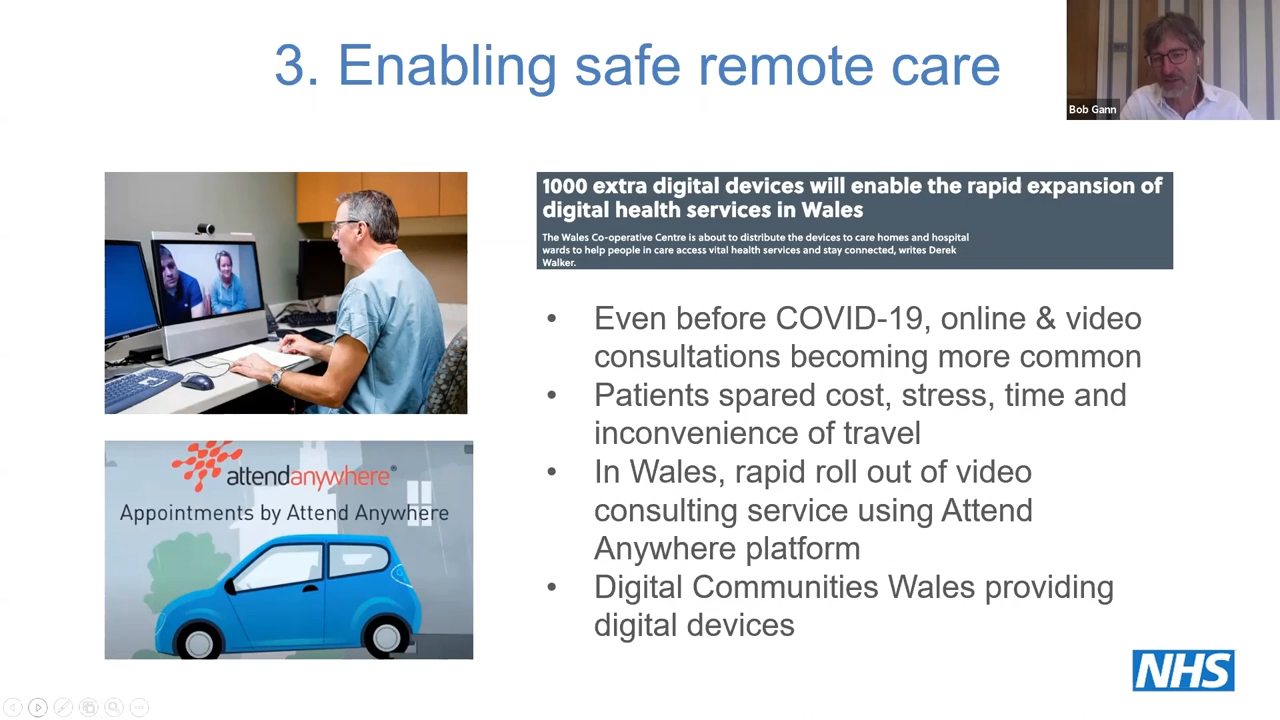 3. Enabling safe remote care
Bob Gann
1000 extra digital devices will enable the rapid expansion of
digital health services in Wales
The Wales Co-operative Centre is about to distribute the devices to care homes and hospital
wards to help people in care access vital health services and stay connected, writes Derek
Walker.
attendanywhere®
Appointments by Attend Anywhere
• Even before COVID-19, online & video
consultations becoming more common
• Patients spared cost, stress, time and
inconvenience of travel
• In Wales, rapid roll out of video
consulting service using Attend
Anywhere platform
• Digital Communities Wales providing
digital devices
NHS